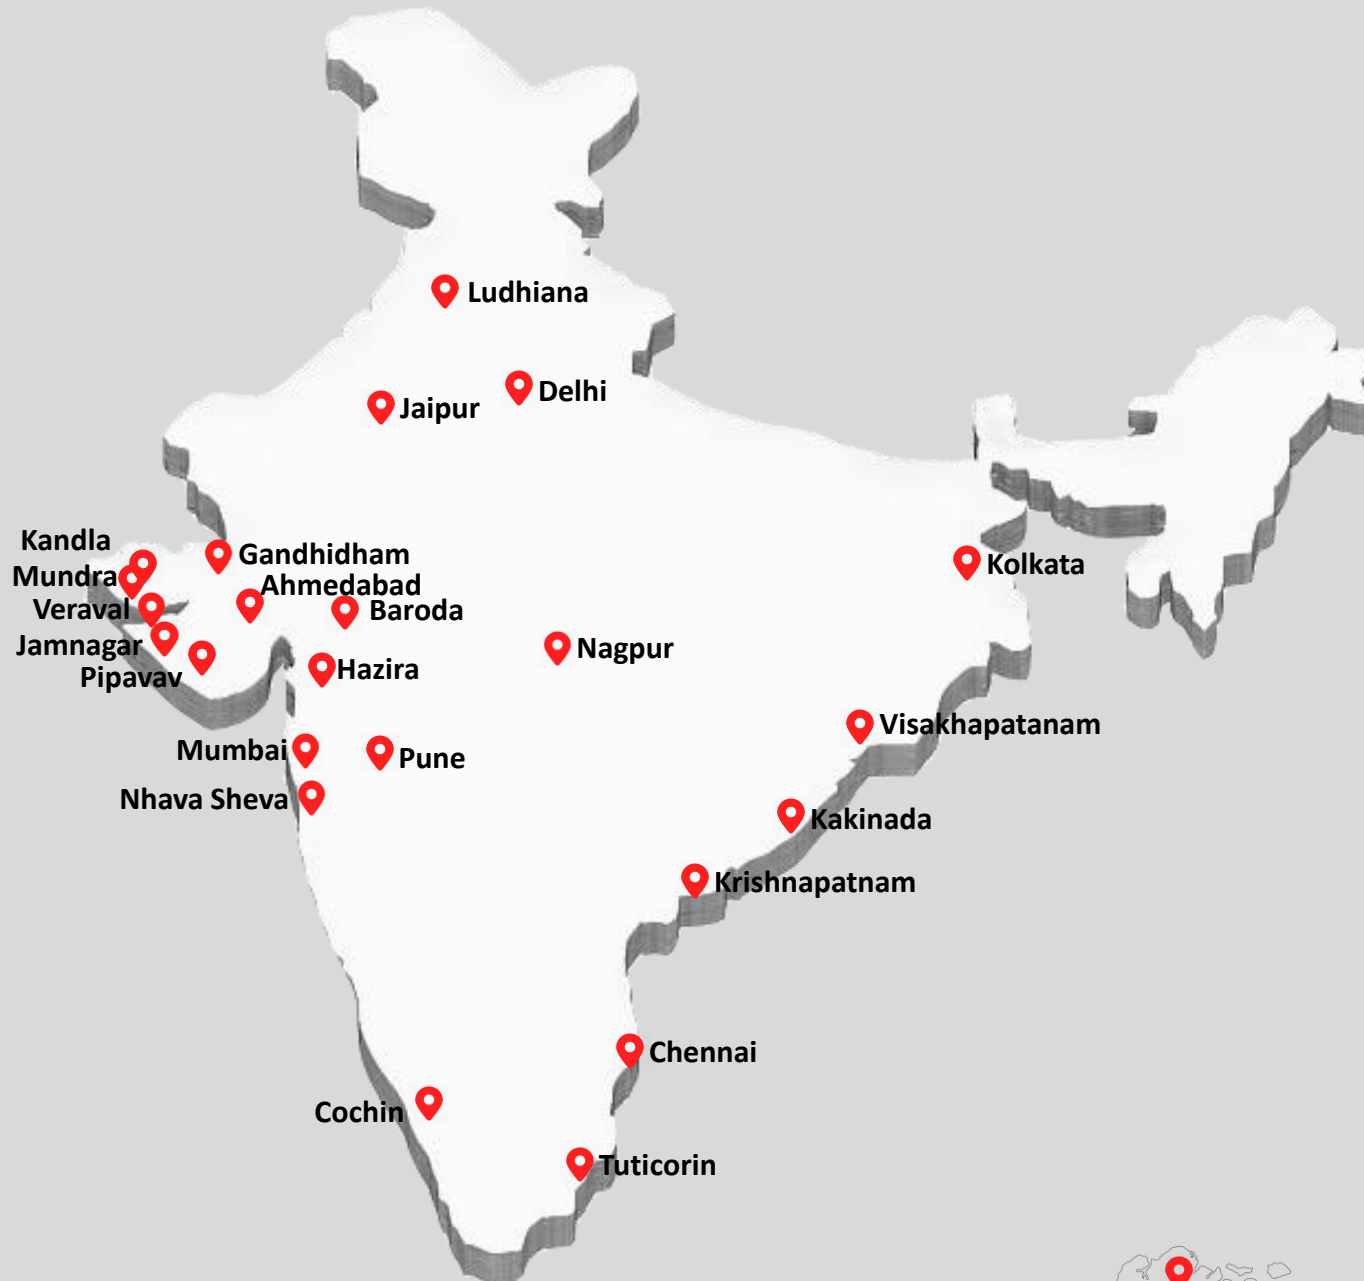 Ludhiana
Delhi
Jaipur
Kandla
Gandhidham
Mundra
Ahmedabad
Kolkata
Veraval
Baroda
Jamnagar
Nagpur
Pipavav
Hazira
Visakhapatanam
Mumbai
Pune
Nhava Sheva
Kakinada
Krishnapatnam
Chennai
Cochin
Tuticorin